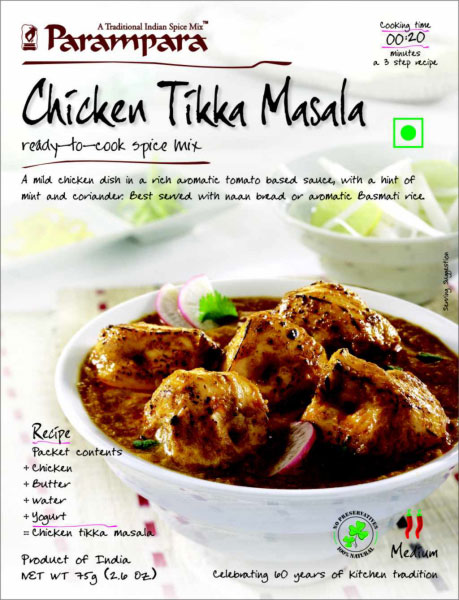 A Traditional Indian Spice Mix™
Parampara
Cooking time
00:20
minutes
a 3 step recipe
Chicken Tikka Masala
ready-to-cook spice mix
A mild chicken dish in a rich aromatic tomato based sauce, with a hint of
mint and coriander. Best served with naan bread or aromatic Basmati rice.
Serving Suggestion
Recipe
Packet contents
+ Chicken
+ Butter
+ water
+ Yogurt
= Chicken tikka masala
NO PRESERVATIVES
100% NATURAL
Medium
Product of India
NET WT 75g (2.6 OZ)
Celebrating 60 years of kitchen tradition